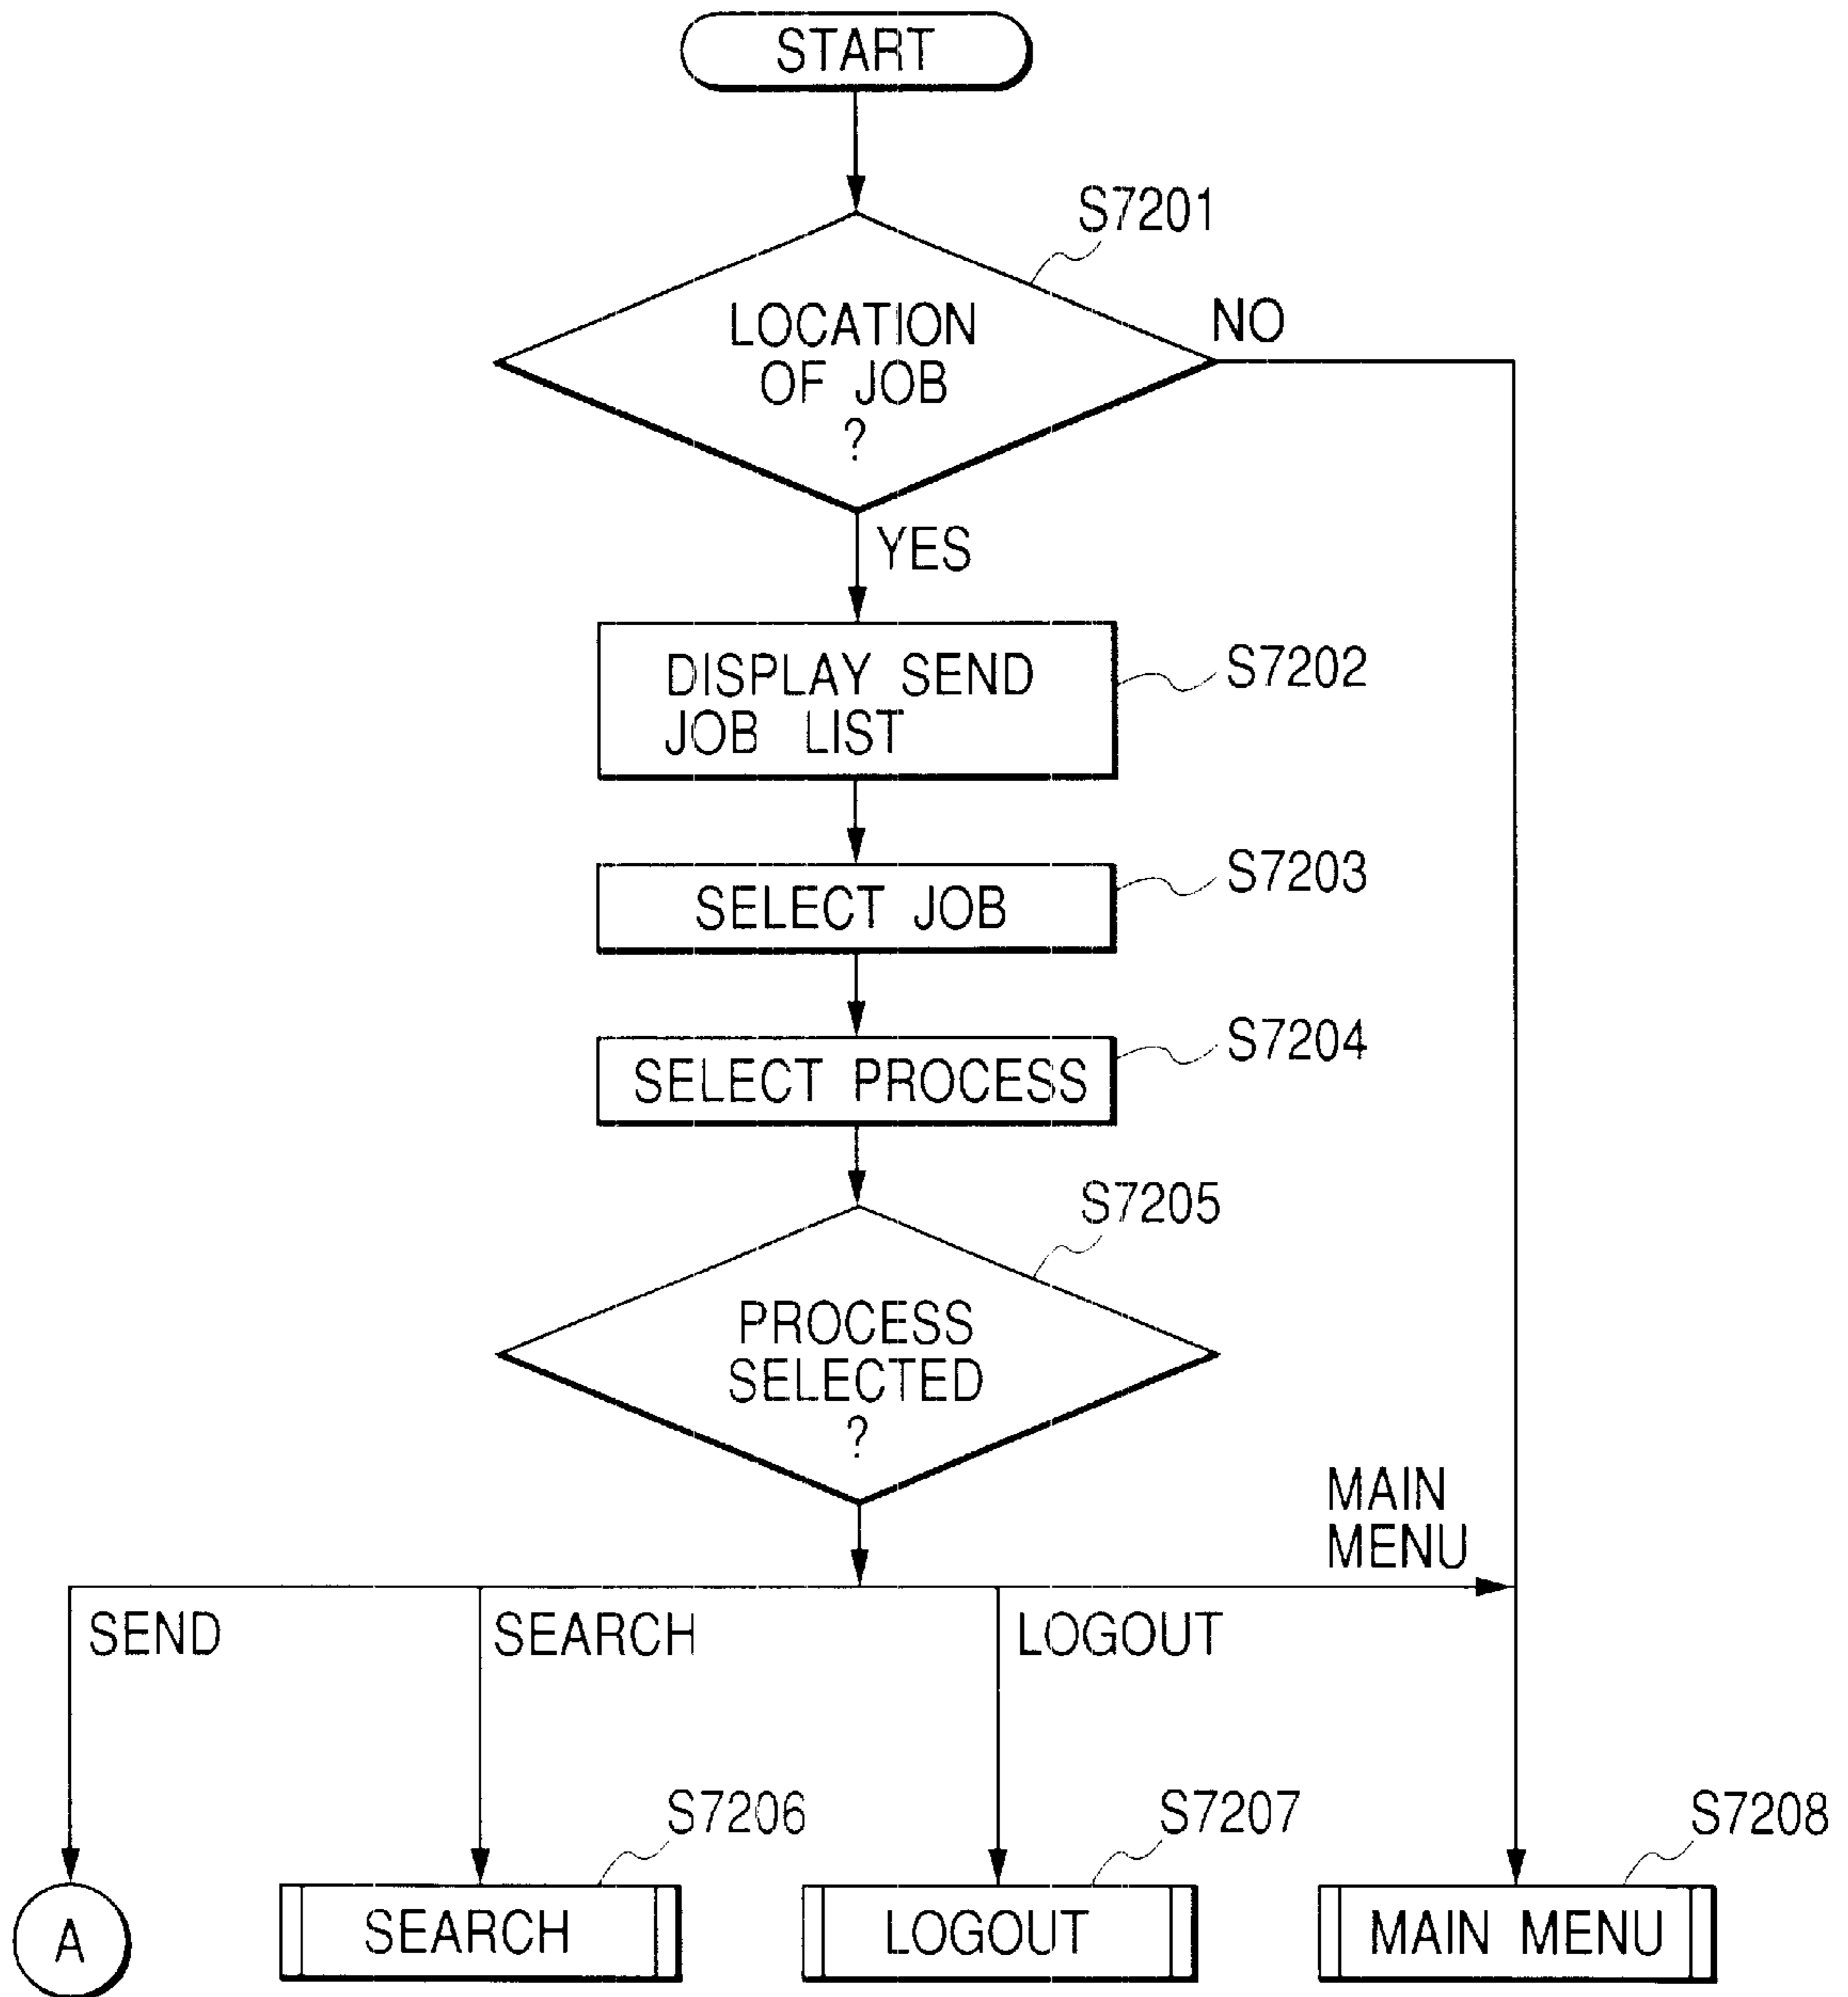 START
S7201
LOCATION
OF JOB
?
NO
YES
DISPLAY SEND
JOB LIST
S7202
SELECT JOB
S7203
SELECT PROCESS
S7204
S7205
PROCESS
SELECTED
?
MAIN
MENU
SEND
SEARCH
LOGOUT
S7206
S7207
S7208
A
SEARCH
LOGOUT
MAIN MENU